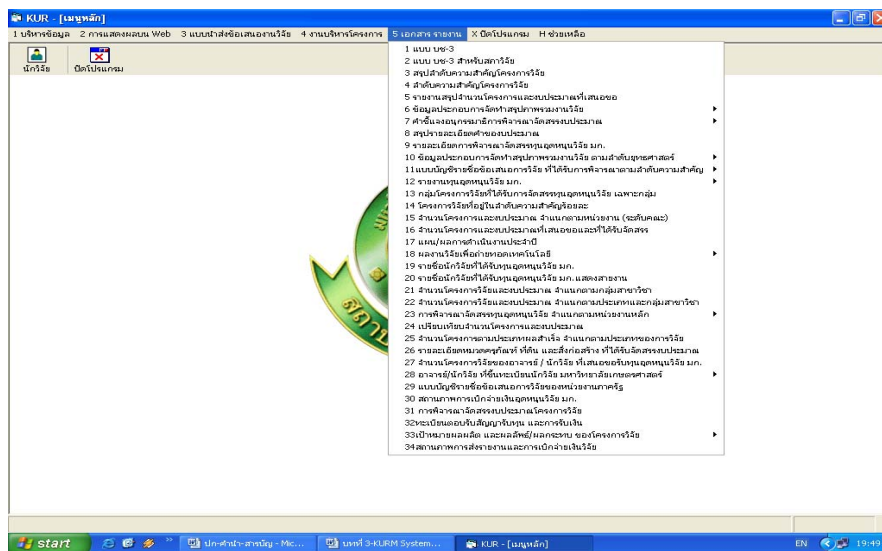 KUR - [เมนูหลัก]
1 บริหารข้อมูล 2 การแสดงผลบน Web 3 แบบนำส่งข้อเสนองานวิจัย 4 งานบริหารโครงการ 5 เอกสาร รายงาน X ปิดโปรแกรม H ช่วยเหลือ
นักวิจัย ปิดโปรแกรม
1 แบบ บช-3
2 แบบ บช-3 สำหรับสภาวิจัย
3 สรุปลำดับความสำคัญโครงการวิจัย
4 ลำดับความสำคัญโครงการวิจัย
5 รายงานสรุปจำนวนโครงการและงบประมาณที่เสนอขอ
6 ข้อมูลประกอบการจัดทำสรุปภาพรวมงานวิจัย
7 คำชี้แจงอนุกรรมาธิการพิจารณาจัดสรรงบประมาณ
8 สรุปรายละเอียดคำของบประมาณ
9 รายละเอียดการพิจารณาจัดสรรทุนอุดหนุนวิจัย มก.
10 ข้อมูลประกอบการจัดทำสรุปภาพรวมงานวิจัย ตามลำดับยุทธศาสตร์
11แบบบัญชีรายชื่อข้อเสนอการวิจัย ที่ได้รับการพิจารณาตามลำดับความสำคัญ
12 รายงานทุนอุดหนุนวิจัย มก.
13 กลุ่มโครงการวิจัยที่ได้รับการจัดสรรทุนอุดหนุนวิจัย เฉพาะกลุ่ม
14 โครงการวิจัยที่อยู่ในลำดับความสำคัญร้อยละ
15 จำนวนโครงการและงบประมาณ จำแนกตามหน่วยงาน (ระดับคณะ)
16 จำนวนโครงการและงบประมาณที่เสนอขอและที่ได้รับจัดสรร
17 แผน/ผลการดำเนินงานประจำปี
18 ผลงานวิจัยเพื่อถ่ายทอดเทคโนโลยี
19 รายชื่อนักวิจัยที่ได้รับทุนอุดหนุนวิจัย มก.
20 รายชื่อนักวิจัยที่ได้รับทุนอุดหนุนวิจัย มก.แสดงสายงาน
21 จำนวนโครงการวิจัยและงบประมาณ จำแนกตามกลุ่มสาขาวิชา
22 จำนวนโครงการวิจัยและงบประมาณ จำแนกตามประเภทและกลุ่มสาขาวิชา
23 การพิจารณาจัดสรรทุนอุดหนุนวิจัย จำแนกตามหน่วยงานหลัก
24 เปรียบเทียบจำนวนโครงการและงบประมาณ
25 จำนวนโครงการตามประเภทผลสำเร็จ จำแนกตามประเภทของการวิจัย
26 รายละเอียดหมวดครุภัณฑ์ ที่ดิน และสิ่งก่อสร้าง ที่ได้รับจัดสรรงบประมาณ
27 จำนวนโครงการวิจัยของอาจารย์ / นักวิจัย ที่เสนอขอรับทุนอุดหนุนวิจัย มก.
28 อาจารย์/นักวิจัย ที่ขึ้นทะเบียนนักวิจัย มหาวิทยาลัยเกษตรศาสตร์
29 แบบบัญชีรายชื่อข้อเสนอการวิจัยของหน่วยงานภาครัฐ
30 สถานภาพการเบิกจ่ายเงินอุดหนุนวิจัย มก.
31 การพิจารณาจัดสรรงบประมาณโครงการวิจัย
32ทะเบียนตอบรับสัญญารับทุน และการรับเงิน
33เป้าหมายผลผลิต และผลลัพธ์/ผลกระทบ ของโครงการวิจัย
34สถานภาพการส่งรายงานและการเบิกจ่ายเงินวิจัย
สถาบ
start ปก-คำนำ-สารบัญ - Mic... บทที่ 3-KURM System... KUR - [เมนูหลัก] EN 19:49